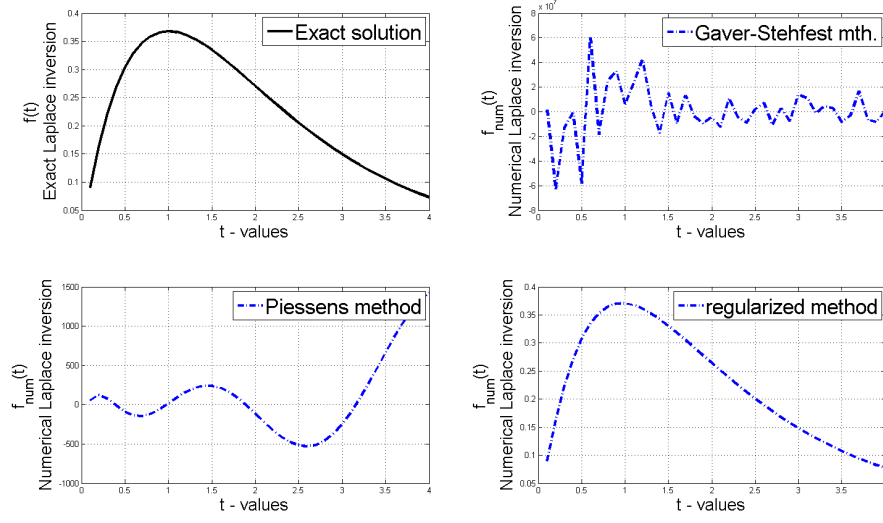 Exact solution
f(t)
Exact Laplace inversion
0.4
0.35
0.3
0.25
0.2
0.15
0.1
0.05
0 0.5 1 1.5 2 2.5 3 3.5 4
t - values
Gaver-Stehfest mth.
x 10^7
f_num(t)
Numerical Laplace inversion
8
6
4
2
0
-2
-4
-6
-8
0 0.5 1 1.5 2 2.5 3 3.5
t - values
Piessens method
f_num(t)
Numerical Laplace inversion
1500
1000
500
0
-500
-1000
0 0.5 1 1.5 2 2.5 3 3.5 4
t - values
regularized method
f_num(t)
Numerical Laplace inversion
0.4
0.35
0.3
0.25
0.2
0.15
0.1
0.05
0 0.5 1 1.5 2 2.5 3 3.5
t - values